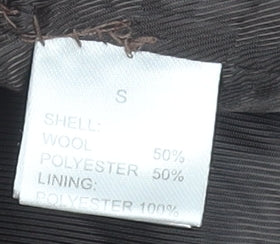 S
SHELL:
WOOL 50%
POLYESTER 50%
LINING:
POLYESTER 100%